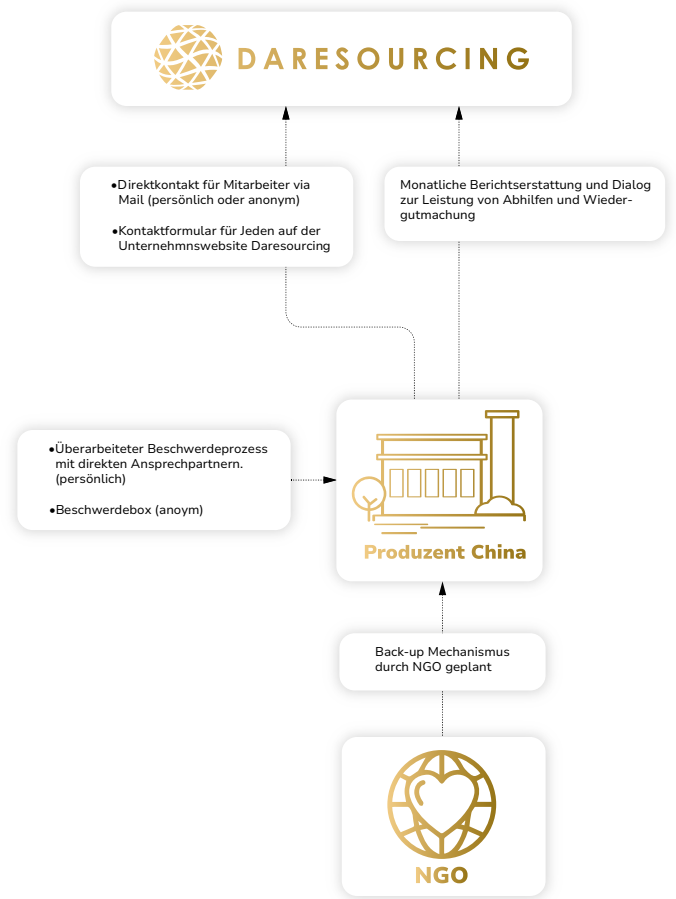 DARESOURCING
•Direktkontakt für Mitarbeiter via
Mail (persönlich oder anonym)
•Kontaktformular für Jeden auf der
Unternehmnswebsite Daresourcing
Monatliche Berichtserstattung und Dialog
zur Leistung von Abhilfen und Wieder-
gutmachung
•Überarbeiteter Beschwerdeprozess
mit direkten Ansprechpartnern.
(persönlich)
•Beschwerdebox (anoym)
Produzent China
Back-up Mechanismus
durch NGO geplant
NGO